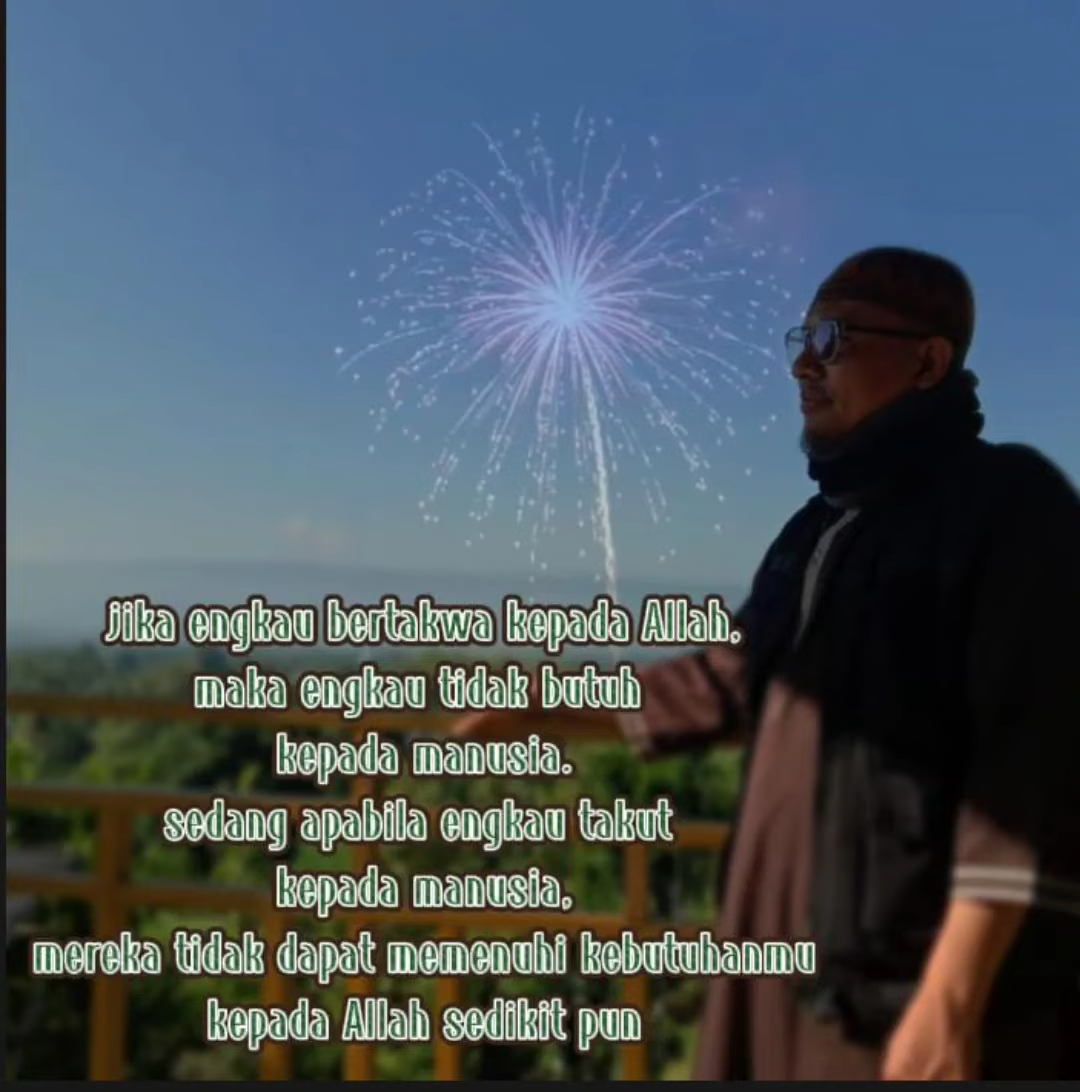 jika engkau bertakwa kepada Allah,
maka engkau tidak butuh
kepada manusia.
sedang apabila engkau takut
kepada manusia,
mereka tidak dapat memenuhi kebutuhanmu
kepada Allah sedikit pun